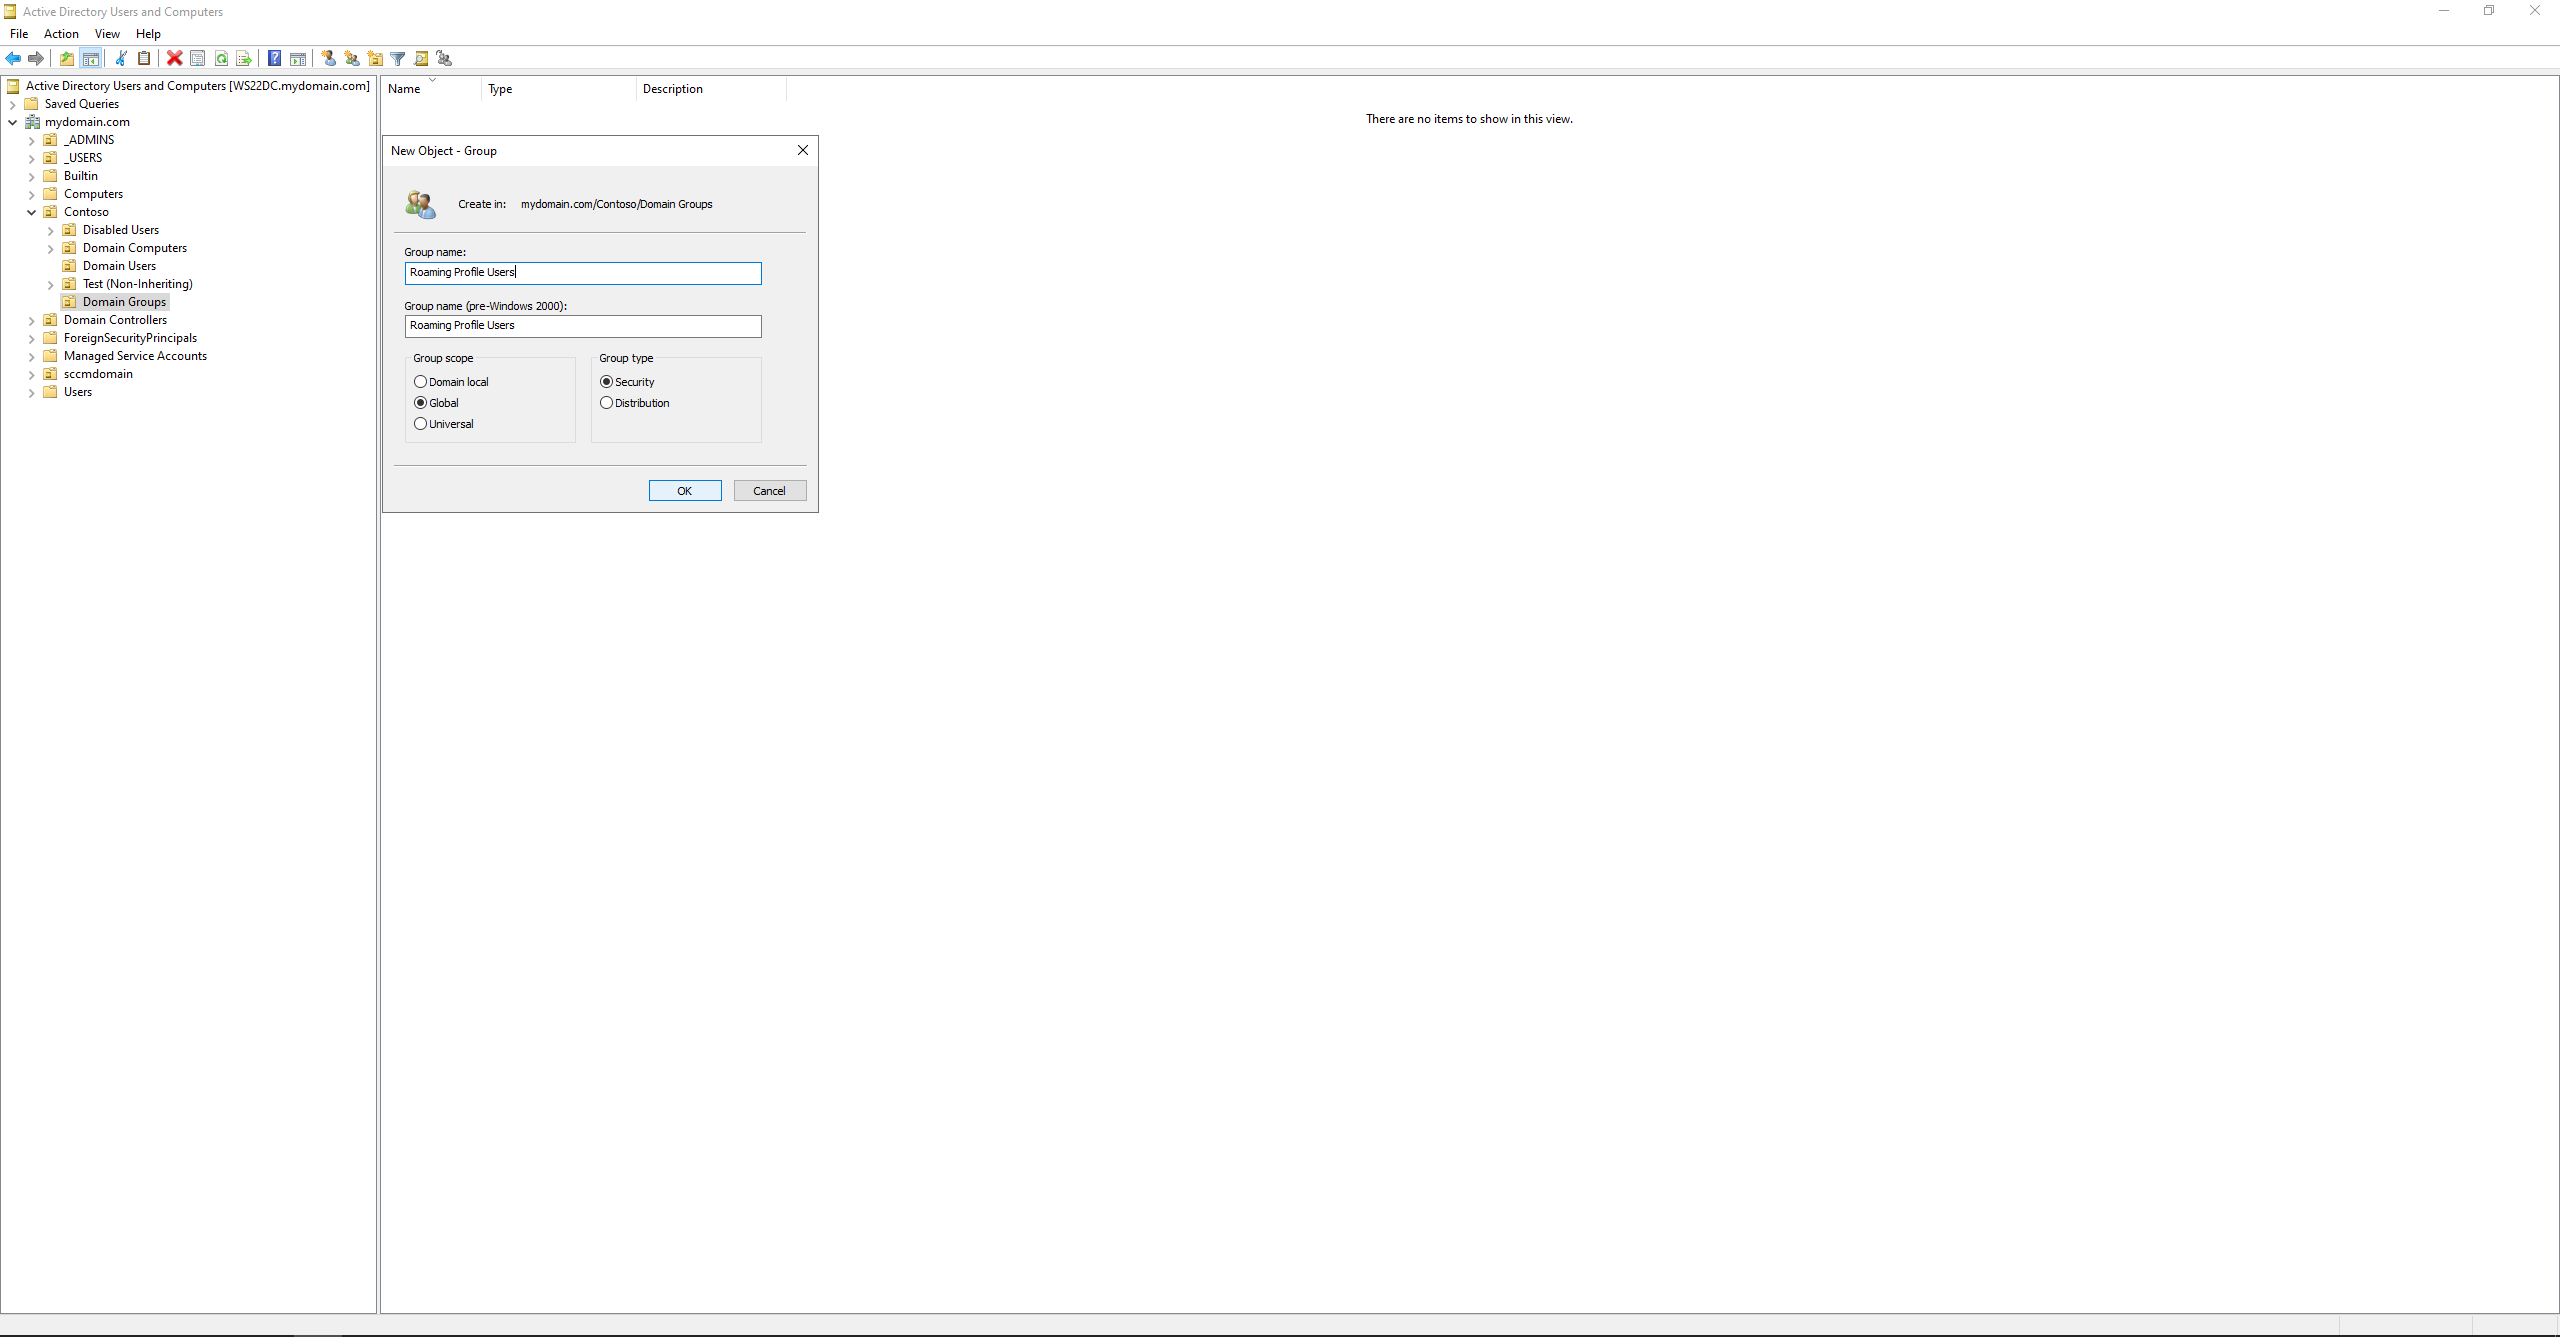 Active Directory Users and Computers
File Action View Help
Active Directory Users and Computers [WS22DC.mydomain.com]
Saved Queries
mydomain.com
_ADMINS
_USERS
Builtin
Computers
Contoso
Disabled Users
Domain Computers
Domain Users
Test (Non-Inheriting)
Domain Groups
Domain Controllers
ForeignSecurityPrincipals
Managed Service Accounts
sccmdomain
Users
Name Type Description
There are no items to show in this view.
New Object - Group
Create in: mydomain.com/Contoso/Domain Groups
Group name:
Roaming Profile Users
Group name (pre-Windows 2000):
Roaming Profile Users
Group scope
Domain local
Global
Universal
Group type
Security
Distribution
OK Cancel